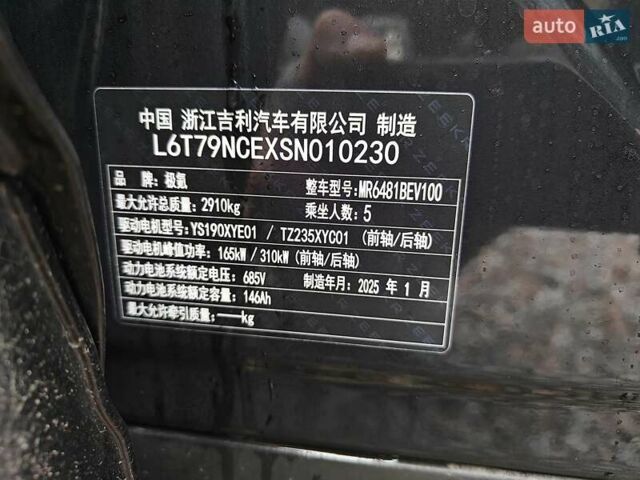 auto RIA.com
中国 浙江吉利汽车有限公司 制造
L6T79NCEXSN010230
品牌：极氪 整车型号：MR6481BEV100
最大允许总质量：2910kg 乘坐人数：5
驱动电机型号：YS190XYE01 / TZ235XYC01 (前轴/后轴)
驱动电机峰值功率：165kW / 310kW (前轴/后轴)
动力电池系统额定电压：685V 制造年月：2025 年 1 月
动力电池系统额定容量：146Ah
最大允许牵引质量：——kg
ZEEKR